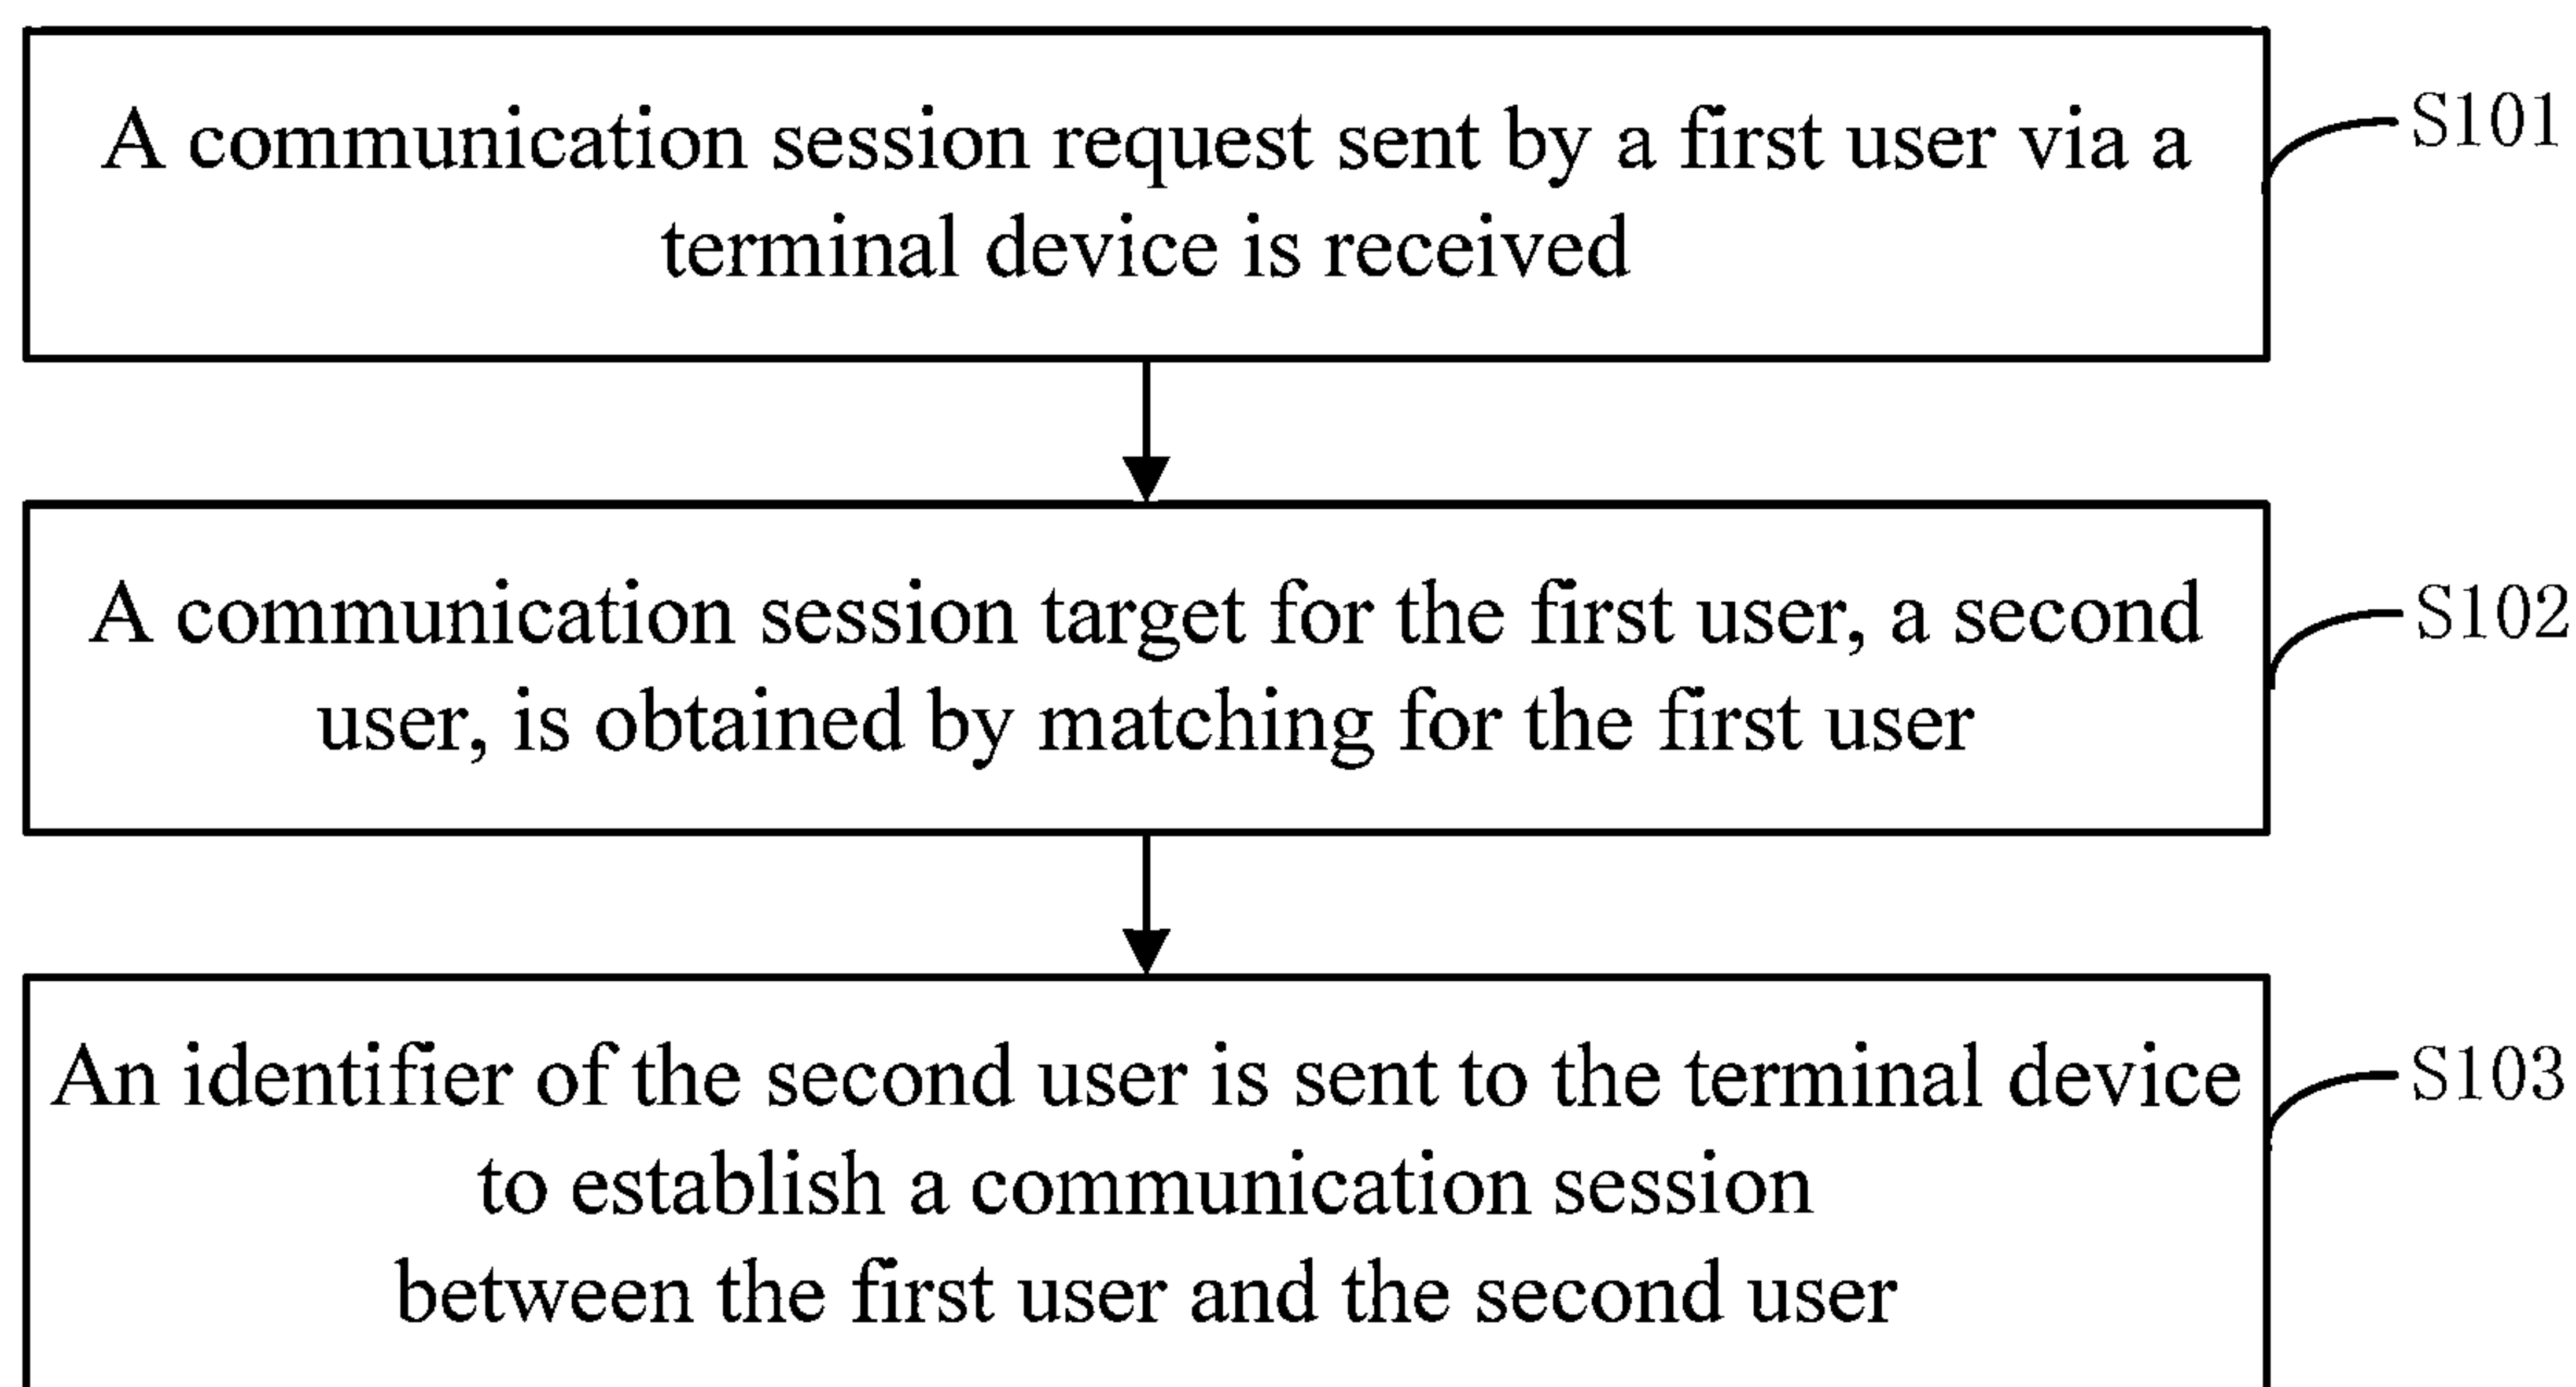 A communication session request sent by a first user via a
terminal device is received
S101
A communication session target for the first user, a second
user, is obtained by matching for the first user
S102
An identifier of the second user is sent to the terminal device
to establish a communication session
between the first user and the second user
S103